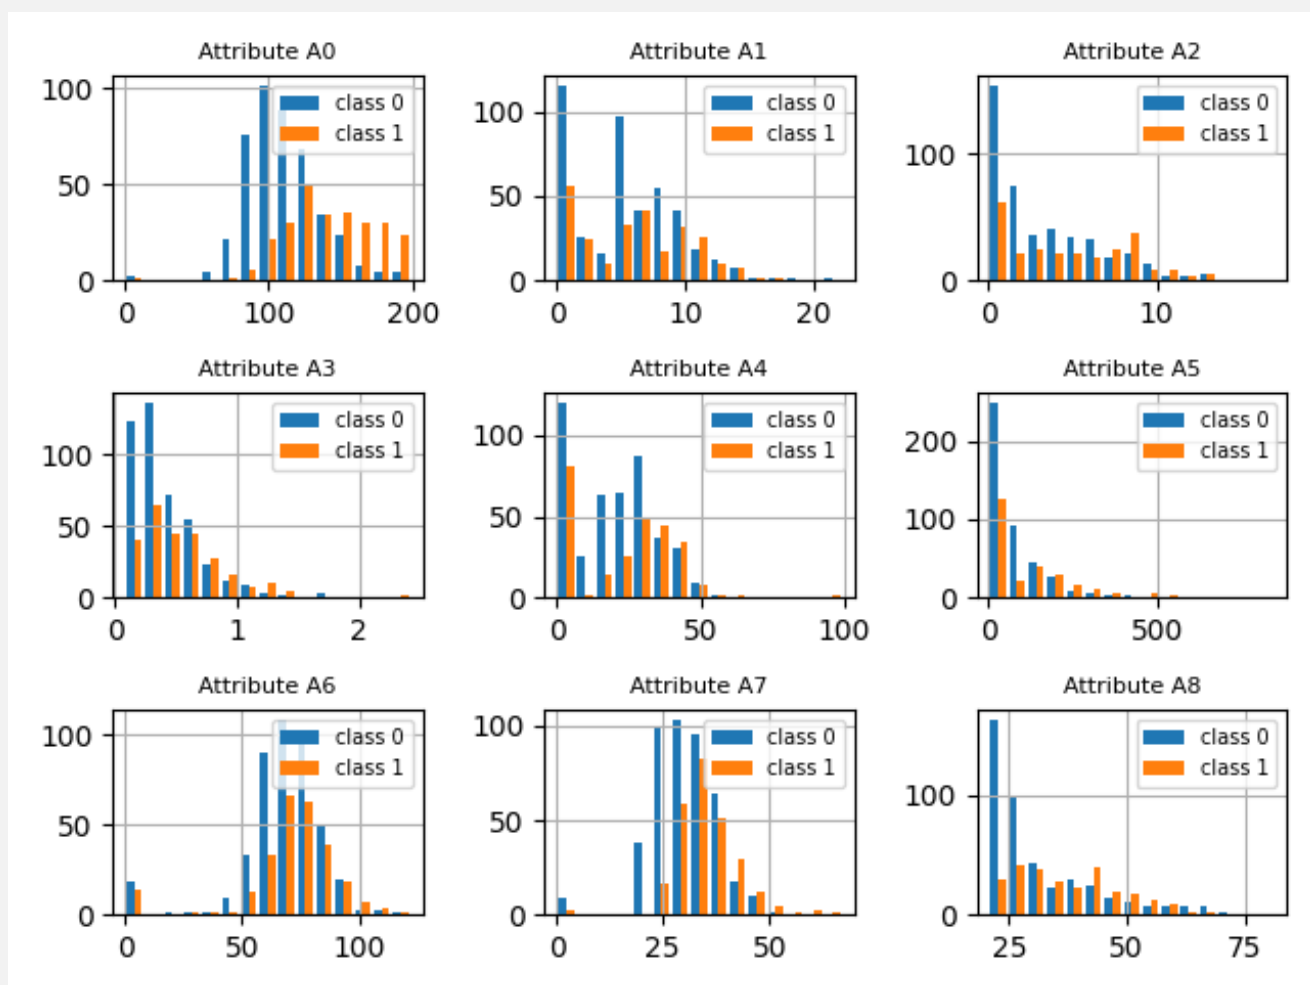 Attribute A0
100
50
0
0 100 200
class 0
class 1
Attribute A1
100
50
0
0 10 20
class 0
class 1
Attribute A2
100
0
0 10
class 0
class 1
Attribute A3
100
50
0
0 1 2
class 0
class 1
Attribute A4
100
50
0
0 50 100
class 0
class 1
Attribute A5
200
100
0
0 500
class 0
class 1
Attribute A6
100
50
0
0 50 100
class 0
class 1
Attribute A7
100
50
0
0 25 50
class 0
class 1
Attribute A8
100
0
25 50 75
class 0
class 1